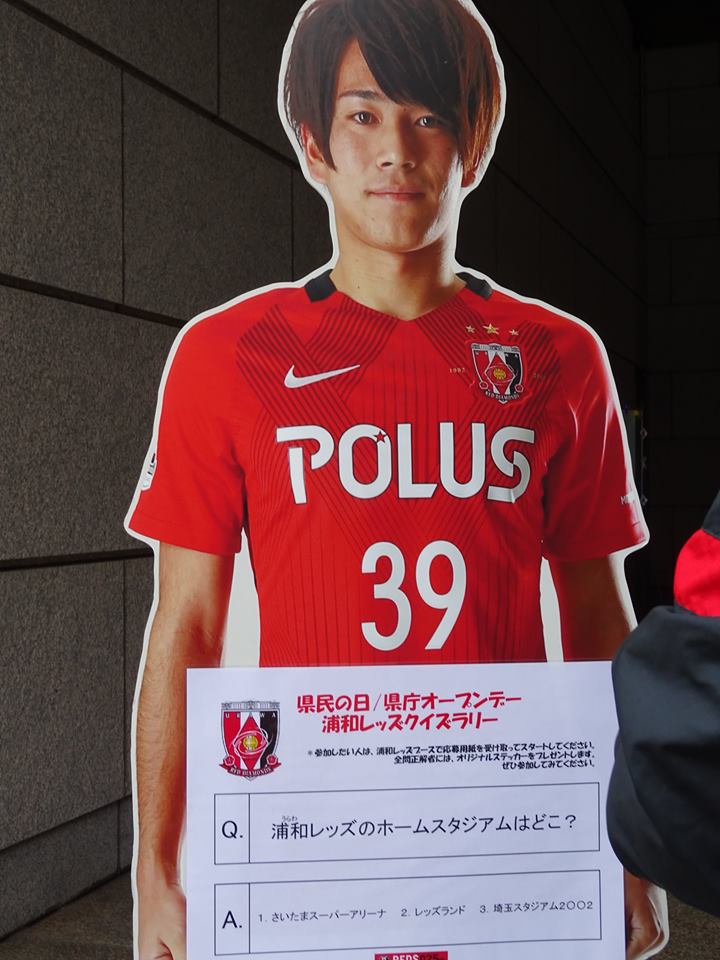 1992
POLUS
39
URAWA
RED DIAMONDS
県民の日/県庁オープンデー
浦和レッズクイズラリー
*参加したい人は、浦和レッズブースで応募用紙を受け取ってスタートしてください。
全問正解者には、オリジナルステッカーをプレゼントします。
ぜひ参加してみてください。
Q. 浦和レッズのホームスタジアムはどこ?
うらわ
A. 1. さいたまスーパーアリーナ 2. レッズランド 3. 埼玉スタジアム2002